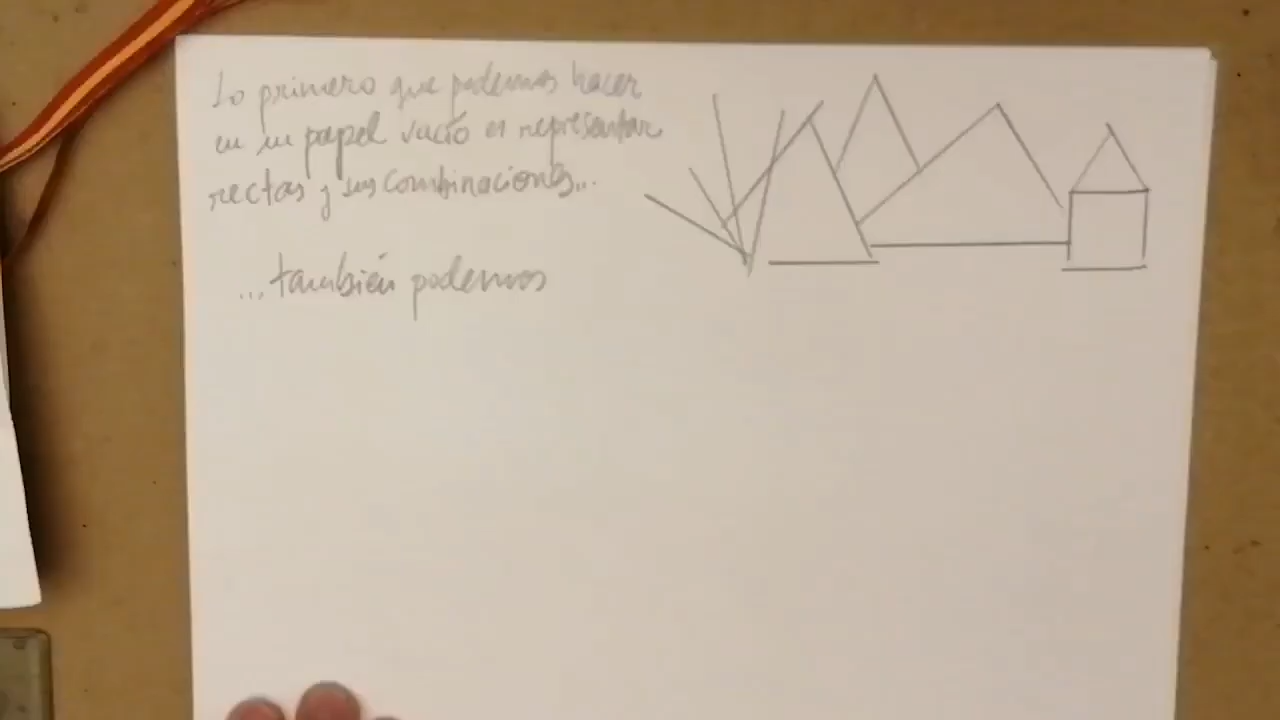 Lo primero que podemos hacer
en un papel vacío es representar
rectas y sus combinaciones...
...también podemos